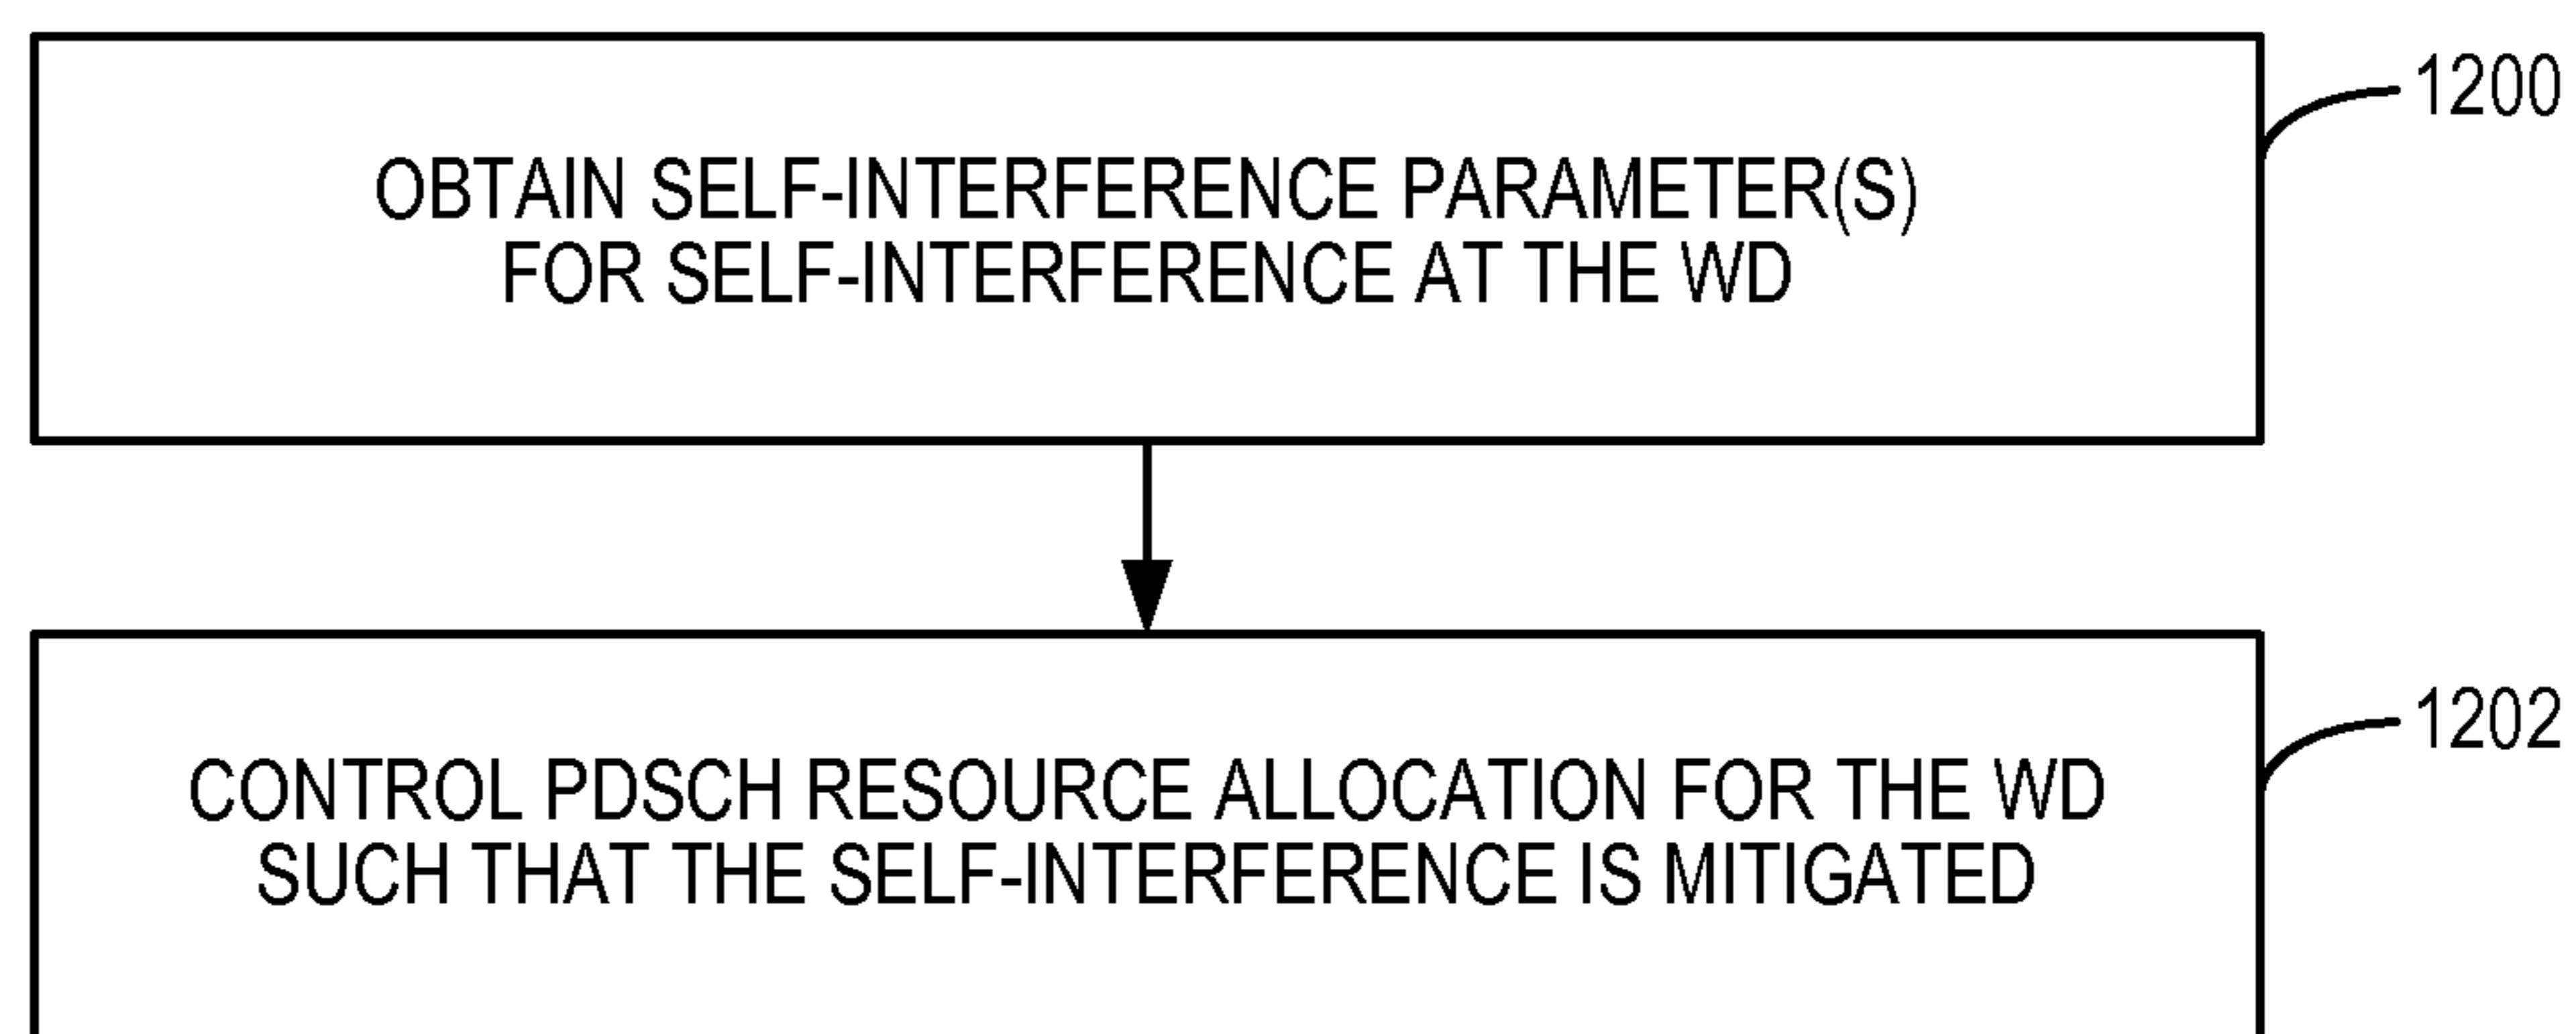 1200
OBTAIN SELF-INTERFERENCE PARAMETER(S)
FOR SELF-INTERFERENCE AT THE WD
1202
CONTROL PDSCH RESOURCE ALLOCATION FOR THE WD
SUCH THAT THE SELF-INTERFERENCE IS MITIGATED